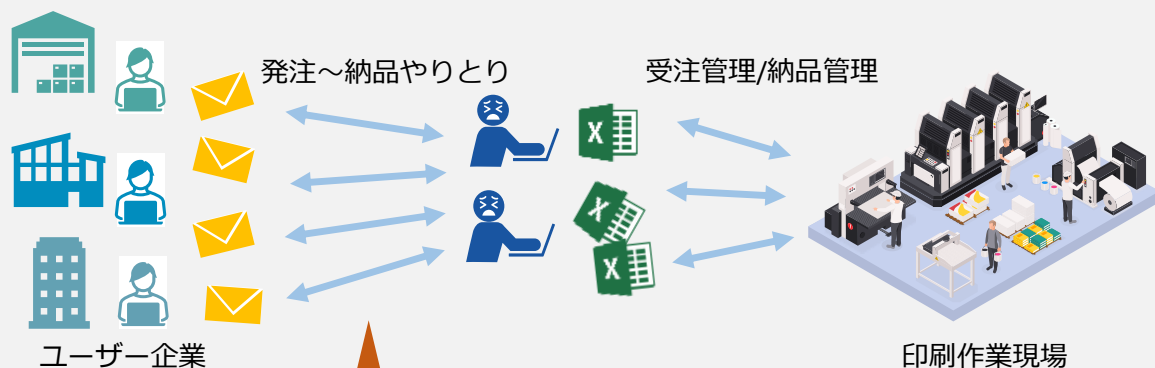 発注～納品やりとり
受注管理/納品管理
X
X
X
ユーザー企業
印刷作業現場